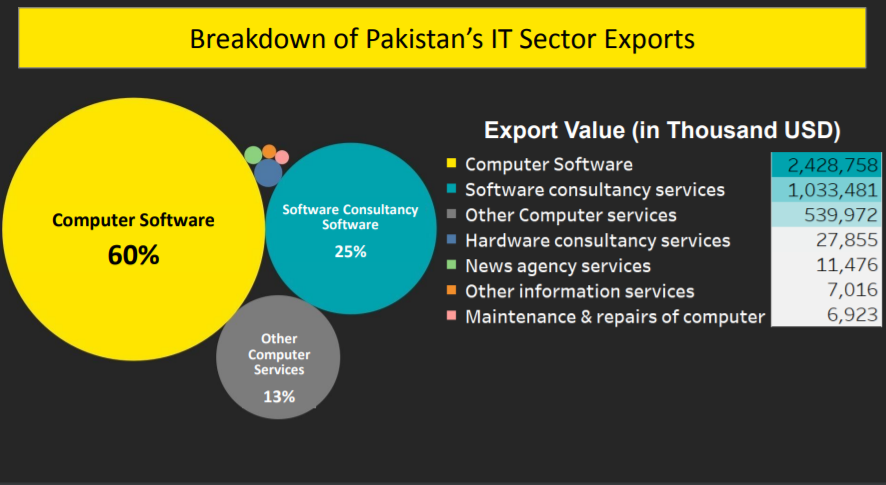 Breakdown of Pakistan's IT Sector Exports
Computer Software
60%
Software Consultancy
Software
25%
Other
Computer
Services
13%
Export Value (in Thousand USD)
Computer Software 2,428,758
Software consultancy services 1,033,481
Other Computer services 539,972
Hardware consultancy services 27,855
News agency services 11,476
Other information services 7,016
Maintenance & repairs of computer 6,923